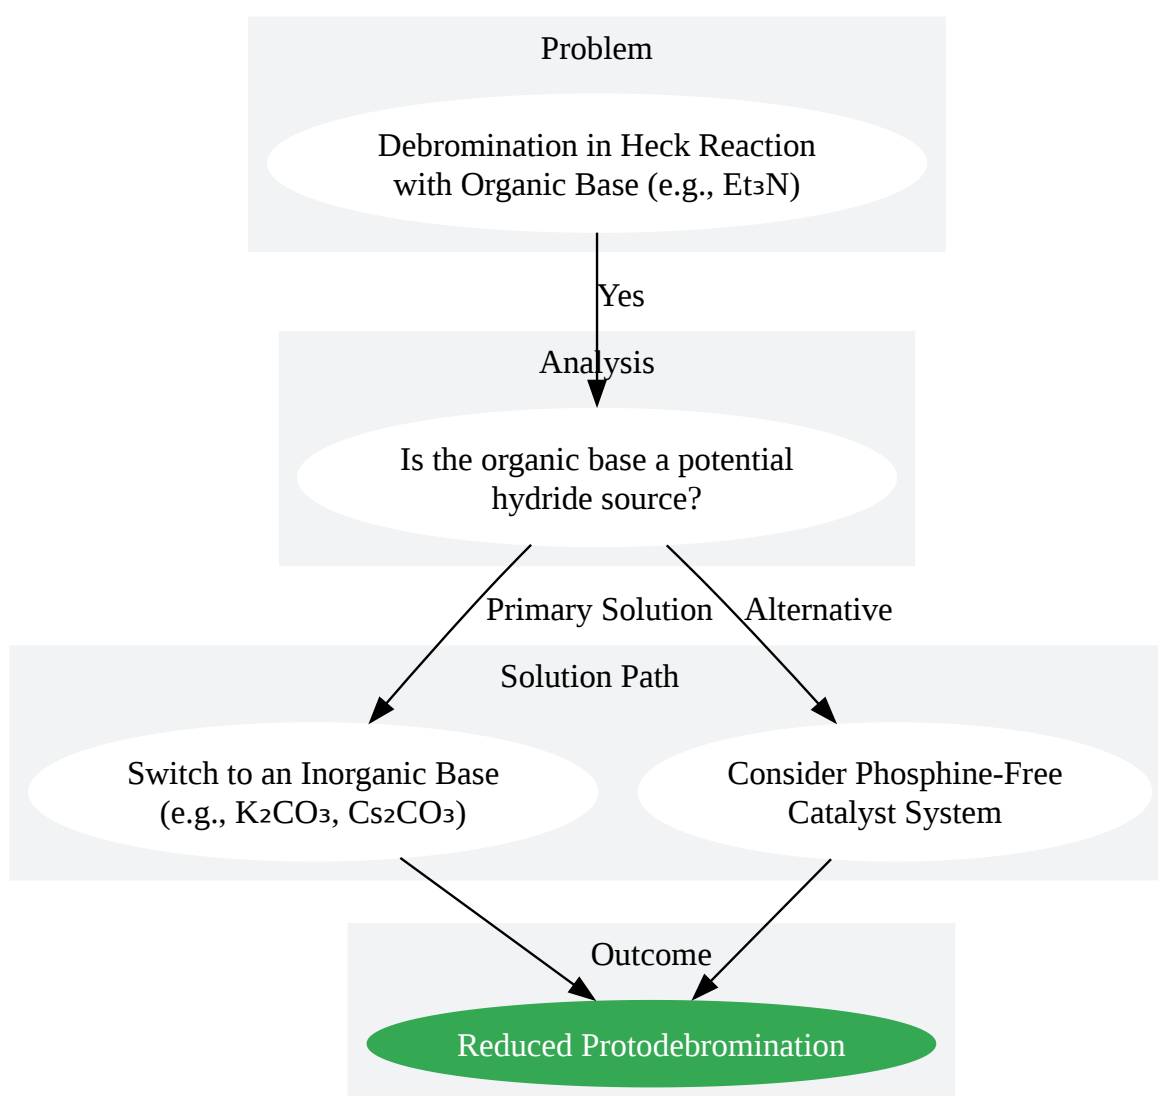 Problem
Debromination in Heck Reaction
with Organic Base (e.g., Et₃N)
Yes
Analysis
Is the organic base a potential
hydride source?
Primary Solution
Alternative
Solution Path
Switch to an Inorganic Base
(e.g., K₂CO₃, Cs₂CO₃)
Consider Phosphine-Free
Catalyst System
Outcome
Reduced Protodebromination